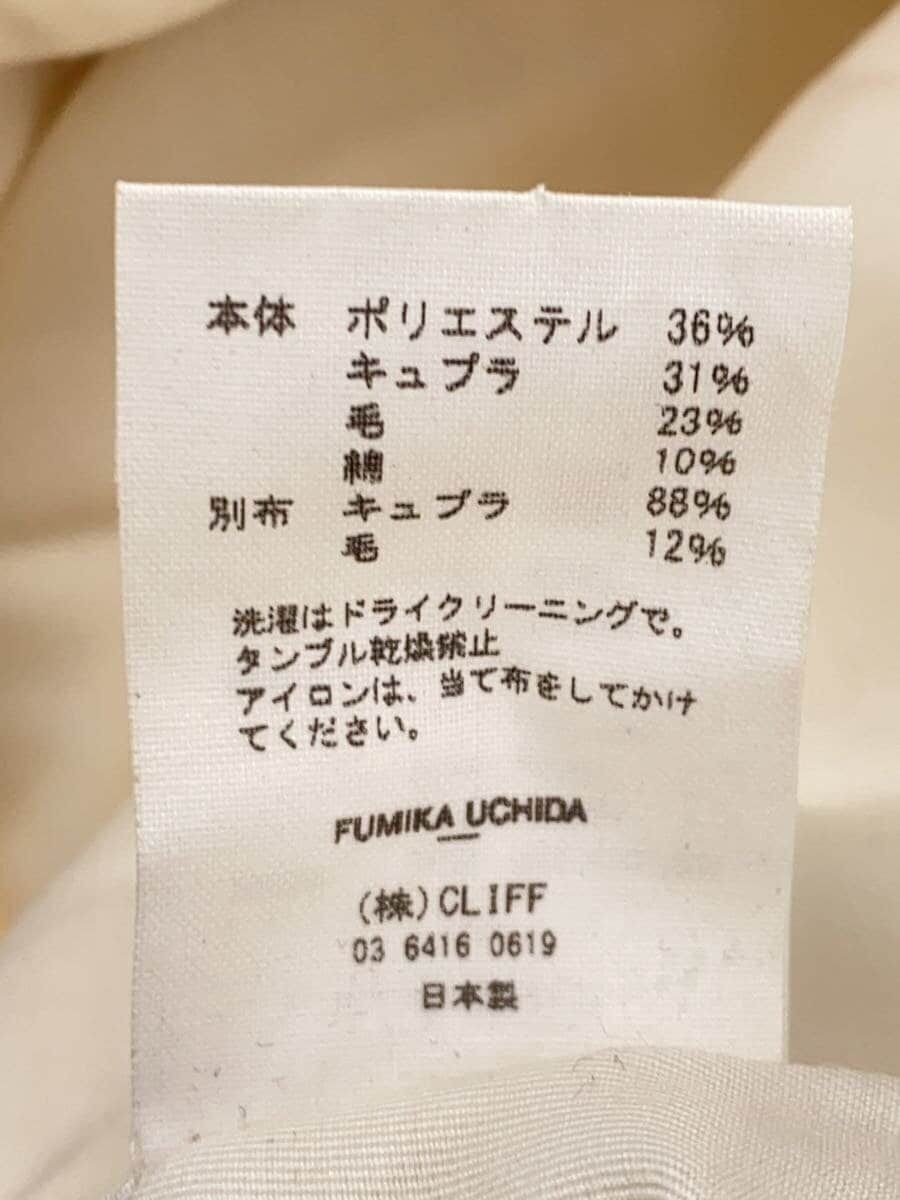 本体 ポリエステル 36%
キュプラ 31%
毛 23%
綿 10%
別布 キュプラ 88%
毛 12%
洗濯はドライクリーニングで。
タンブル乾燥禁止
アイロンは、当て布をしてかけ
てください。
FUMIKA_UCHIDA
(株)CLIFF
03 6416 0619
日本製